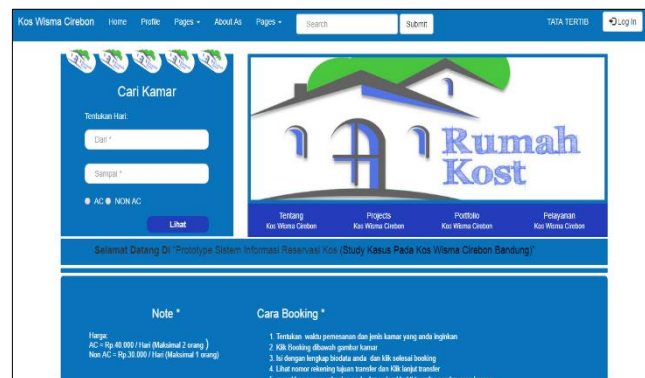 Kos Wisma Cirebon Home Profile Pages About As Pages Search Submit TATA TERTIB Log In
Cari Kamar
Tentukan Hari:
Dari *
Sampai *
AC NON AC
Lihat
Rumah
Kost
Tentang
Kos Wisma Cirebon
Projects
Kos Wisma Cirebon
Portfolio
Kos Wisma Cirebon
Pelayanan
Kos Wisma Cirebon
Selamat Datang Di "Prototype Sistem Informasi Reservasi Kos (Study Kasus Pada Kos Wisma Cirebon Bandung)"
Note *
Harga:
AC = Rp.40.000 / Hari (Maksimal 2 orang )
Non AC = Rp.30.000 / Hari (Maksimal 1 orang)
Cara Booking *
1. Tentukan waktu pemesanan dan jenis kamar yang anda inginkan
2. Klik Booking dibawah gambar kamar
3. Isi dengan lengkap biodata anda dan klik selesai booking
4. Lihat nomor rekening tujuan transfer dan Klik lanjut transfer